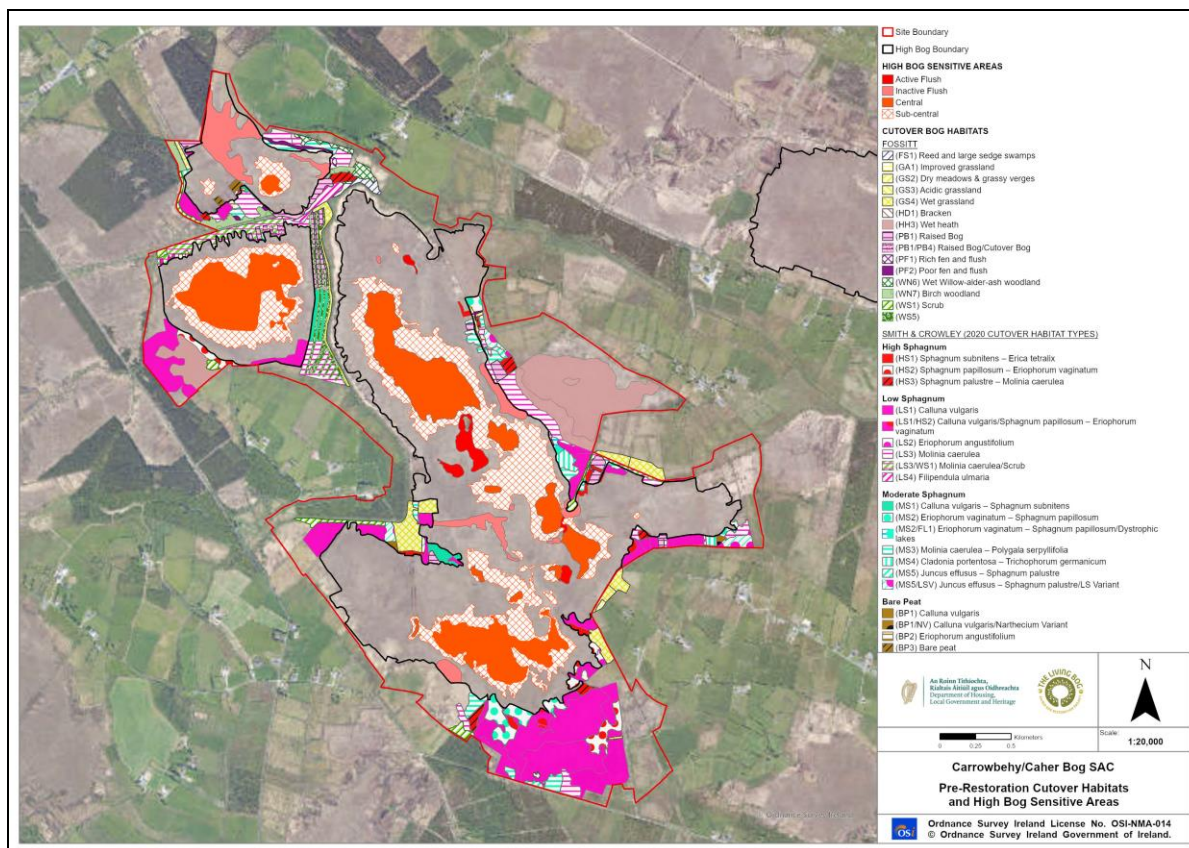 Site Boundary
High Bog Boundary
HIGH BOG SENSITIVE AREAS
Active Flush
Inactive Flush
Central
Sub-central
CUTOVER BOG HABITATS
FOSSITT
(FS1) Reed and large sedge swamps
(GA1) Improved grassland
(GS2) Dry meadows & grassy verges
(GS3) Acidic grassland
(GS4) Wet grassland
(HD1) Bracken
(HH3) Wet heath
(PB1) Raised Bog
(PB1/PB4) Raised Bog/Cutover Bog
(PF1) Rich fen and flush
(PF2) Poor fen and flush
(WN6) Wet Willow-alder-ash woodland
(WN7) Birch woodland
(WS1) Scrub
(WS5)
SMITH & CROWLEY (2020 CUTOVER HABITAT TYPES)
High Sphagnum
(HS1) Sphagnum subnitens – Erica tetralix
(HS2) Sphagnum papillosum – Eriophorum vaginatum
(HS3) Sphagnum palustre – Molinia caerulea
Low Sphagnum
(LS1) Calluna vulgaris
(LS1/HS2) Calluna vulgaris/Sphagnum papillosum – Eriophorum
vaginatum
(LS2) Eriophorum angustifolium
(LS3) Molinia caerulea
(LS3/WS1) Molinia caerulea/Scrub
(LS4) Filipendula ulmaria
Moderate Sphagnum
(MS1) Calluna vulgaris – Sphagnum subnitens
(MS2) Eriophorum vaginatum – Sphagnum papillosum
(MS2/FL1) Eriophorum vaginatum – Sphagnum papillosum/Dystrophic
lakes
(MS3) Molinia caerulea – Polygala serpyllifolia
(MS4) Cladonia portentosa – Trichophorum germanicum
(MS5) Juncus effusus – Sphagnum palustre
(MS5/LSV) Juncus effusus – Sphagnum palustre/LS Variant
Bare Peat
(BP1) Calluna vulgaris
(BP1/NV) Calluna vulgaris/Narthecium Variant
(BP2) Eriophorum angustifolium
(BP3) Bare peat
An Roinn Tithíochta,
Rialtais Áitiúil agus Oidhreachta
Department of Housing,
Local Government and Heritage
THE LIVING BOG
N
Kilometers
0 0.25 0.5
Scale:
1:20,000
Carrowbehy/Caher Bog SAC
Pre-Restoration Cutover Habitats
and High Bog Sensitive Areas
OSi
Ordnance Survey Ireland License No. OSI-NMA-014
© Ordnance Survey Ireland Government of Ireland.
© Ordnance Survey Ireland